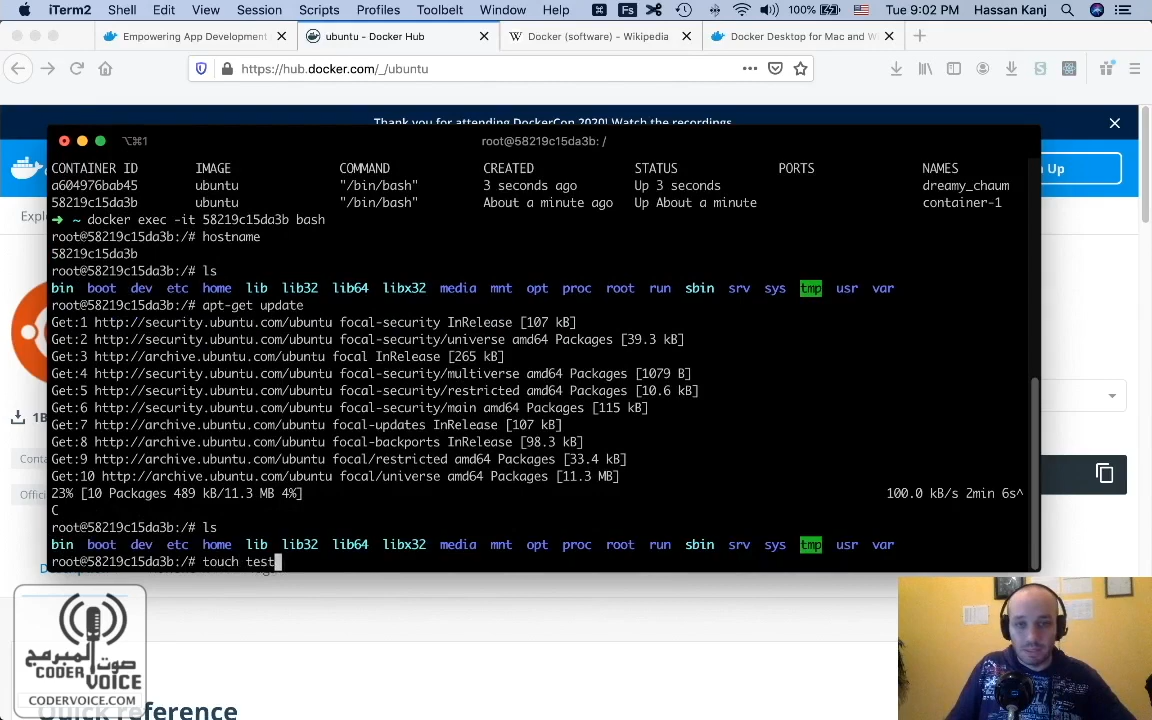 iTerm2 Shell Edit View Session Scripts Profiles Toolbelt Window Help Fs 100% Tue 9:02 PM Hassan Kanj
Empowering App Development
ubuntu - Docker Hub
W Docker (software) - Wikipedia
Docker Desktop for Mac and Wi
https://hub.docker.com/_/ubuntu
Thank you for attending DockerCon 2020! Watch the recordings
⌥⌘1 root@58219c15da3b: /
CONTAINER ID IMAGE COMMAND CREATED STATUS PORTS NAMES
a604976bab45 ubuntu "/bin/bash" 3 seconds ago Up 3 seconds dreamy_chaum
58219c15da3b ubuntu "/bin/bash" About a minute ago Up About a minute container-1
→ ~ docker exec -it 58219c15da3b bash
root@58219c15da3b:/# hostname
58219c15da3b
root@58219c15da3b:/# ls
bin boot dev etc home lib lib32 lib64 libx32 media mnt opt proc root run sbin srv sys tmp usr var
root@58219c15da3b:/# apt-get update
Get:1 http://security.ubuntu.com/ubuntu focal-security InRelease [107 kB]
Get:2 http://security.ubuntu.com/ubuntu focal-security/universe amd64 Packages [39.3 kB]
Get:3 http://archive.ubuntu.com/ubuntu focal InRelease [265 kB]
Get:4 http://security.ubuntu.com/ubuntu focal-security/multiverse amd64 Packages [1079 B]
Get:5 http://security.ubuntu.com/ubuntu focal-security/restricted amd64 Packages [10.6 kB]
Get:6 http://security.ubuntu.com/ubuntu focal-security/main amd64 Packages [115 kB]
Get:7 http://archive.ubuntu.com/ubuntu focal-updates InRelease [107 kB]
Get:8 http://archive.ubuntu.com/ubuntu focal-backports InRelease [98.3 kB]
Get:9 http://archive.ubuntu.com/ubuntu focal/restricted amd64 Packages [33.4 kB]
Get:10 http://archive.ubuntu.com/ubuntu focal/universe amd64 Packages [11.3 MB]
23% [10 Packages 489 kB/11.3 MB 4%] 100.0 kB/s 2min 6s^
C
root@58219c15da3b:/# ls
bin boot dev etc home lib lib32 lib64 libx32 media mnt opt proc root run sbin srv sys tmp usr var
root@58219c15da3b:/# touch test
Up
Expl
1B
Conta
Offici
صوت المبرمج
CODER VOICE
CODERVOICE.COM
Quick reference